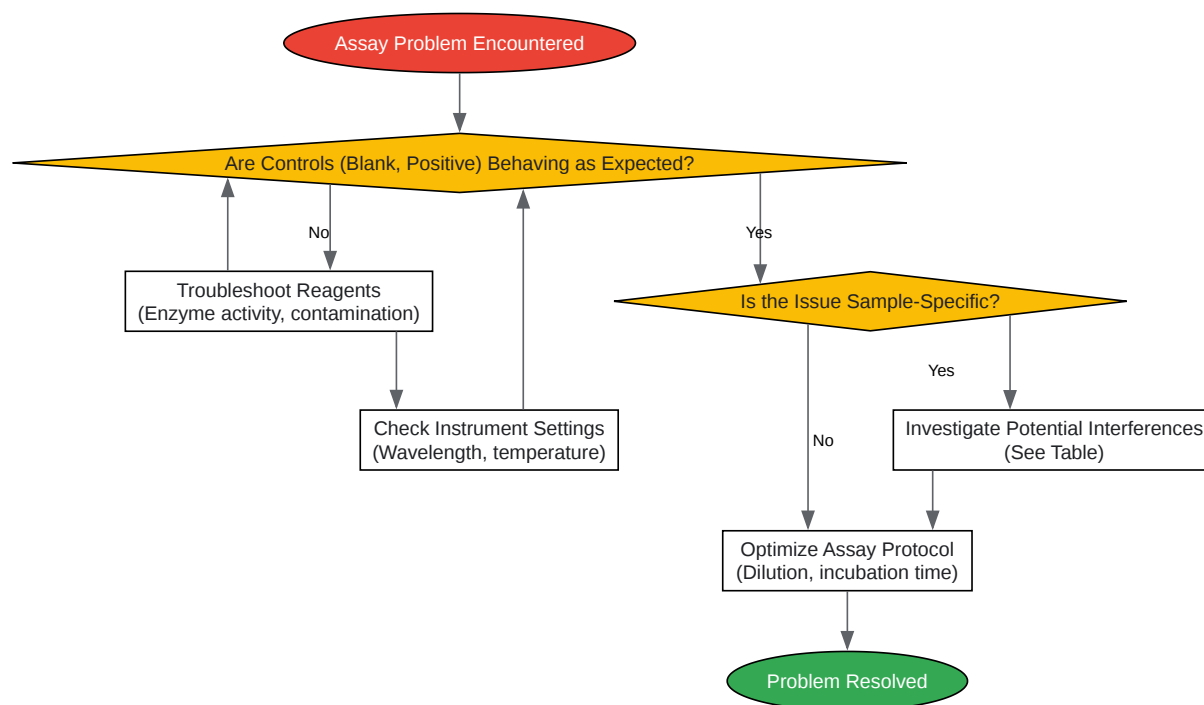 Assay Problem Encountered
Are Controls (Blank, Positive) Behaving as Expected?
No
Yes
Troubleshoot Reagents
(Enzyme activity, contamination)
Is the Issue Sample-Specific?
Yes
Check Instrument Settings
(Wavelength, temperature)
No
Investigate Potential Interferences
(See Table)
Optimize Assay Protocol
(Dilution, incubation time)
Problem Resolved